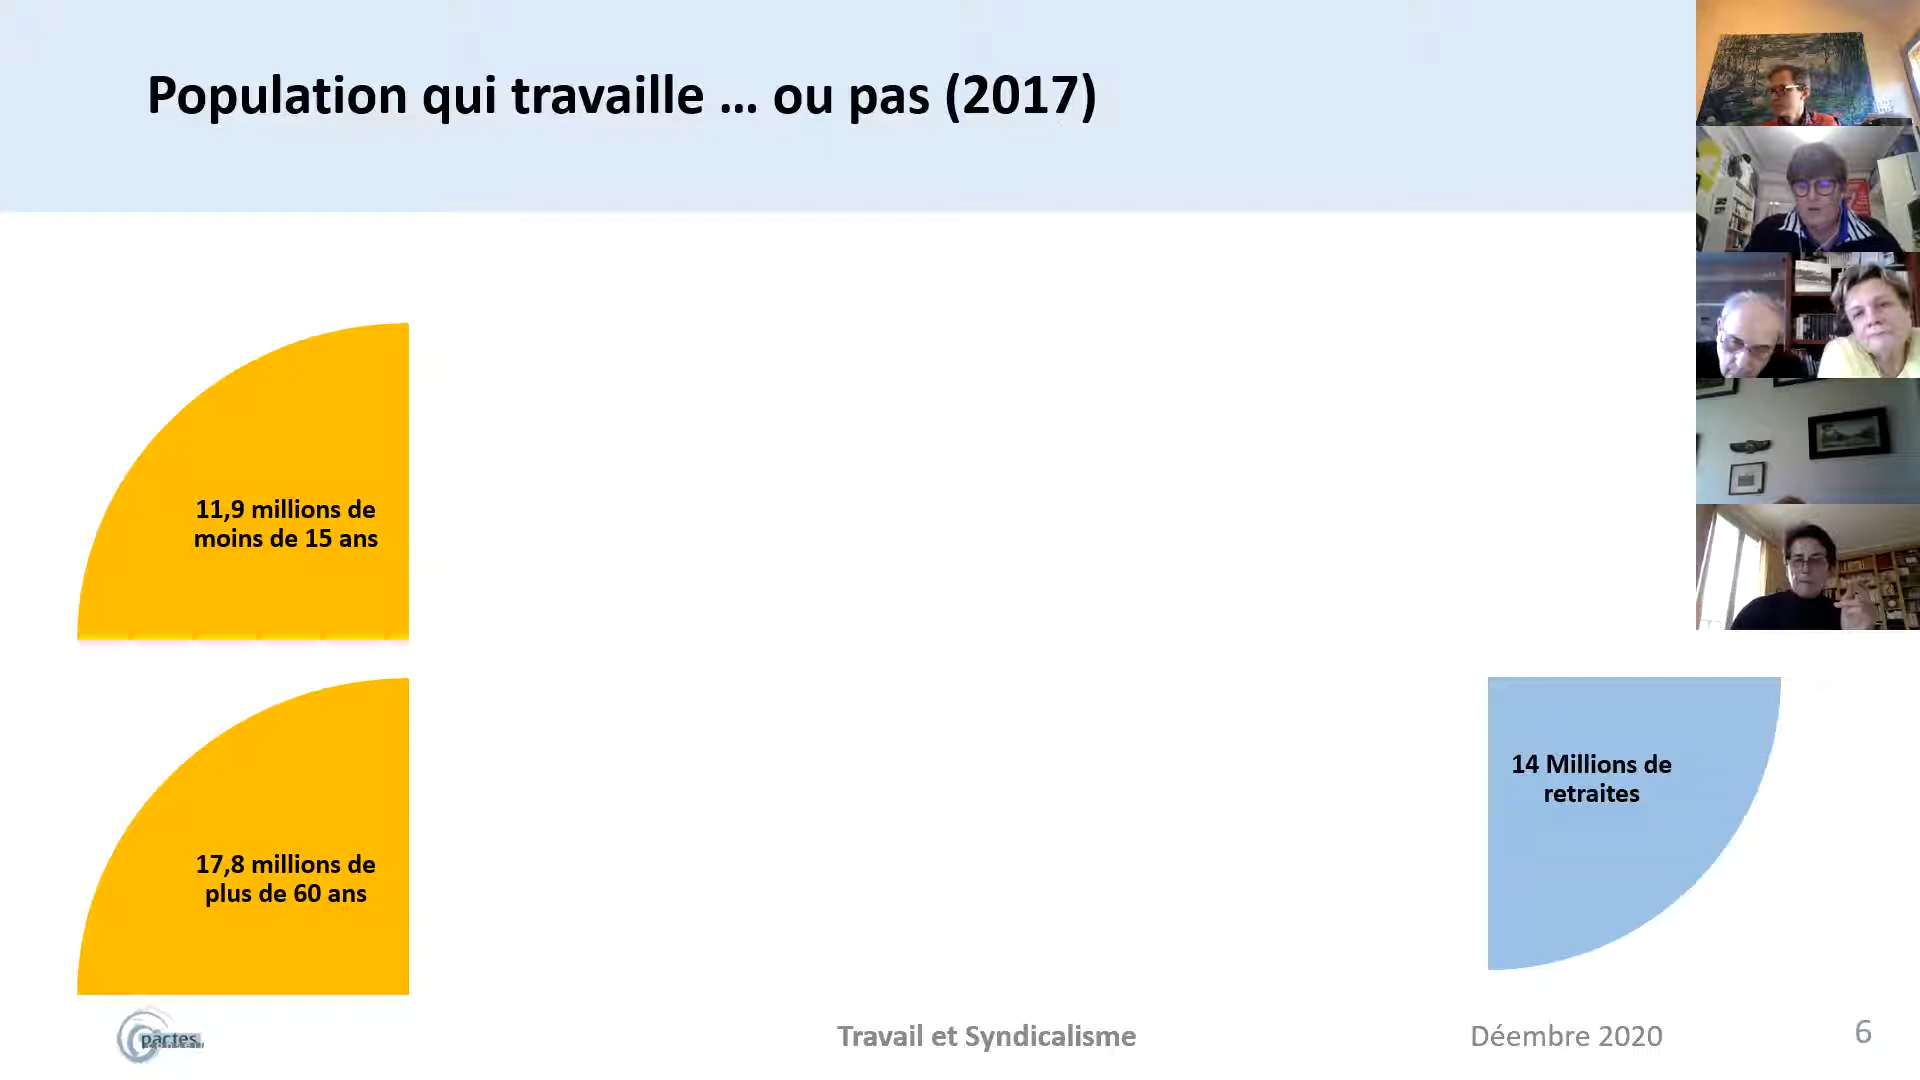 Population qui travaille ... ou pas (2017)
11,9 millions de
moins de 15 ans
17,8 millions de
plus de 60 ans
14 Millions de
retraites
pactes
conseil
Travail et Syndicalisme
Déembre 2020
6